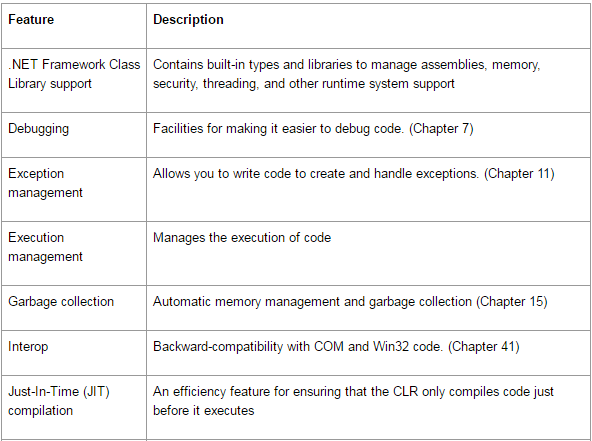 Feature Description
.NET Framework Class Contains built-in types and libraries to manage assemblies, memory,
Library support security, threading, and other runtime system support
Debugging Facilities for making it easier to debug code. (Chapter 7)
Exception Allows you to write code to create and handle exceptions. (Chapter 11)
management
Execution Manages the execution of code
management
Garbage collection Automatic memory management and garbage collection (Chapter 15)
Interop Backward-compatibility with COM and Win32 code. (Chapter 41)
Just-In-Time (JIT) An efficiency feature for ensuring that the CLR only compiles code just
compilation before it executes